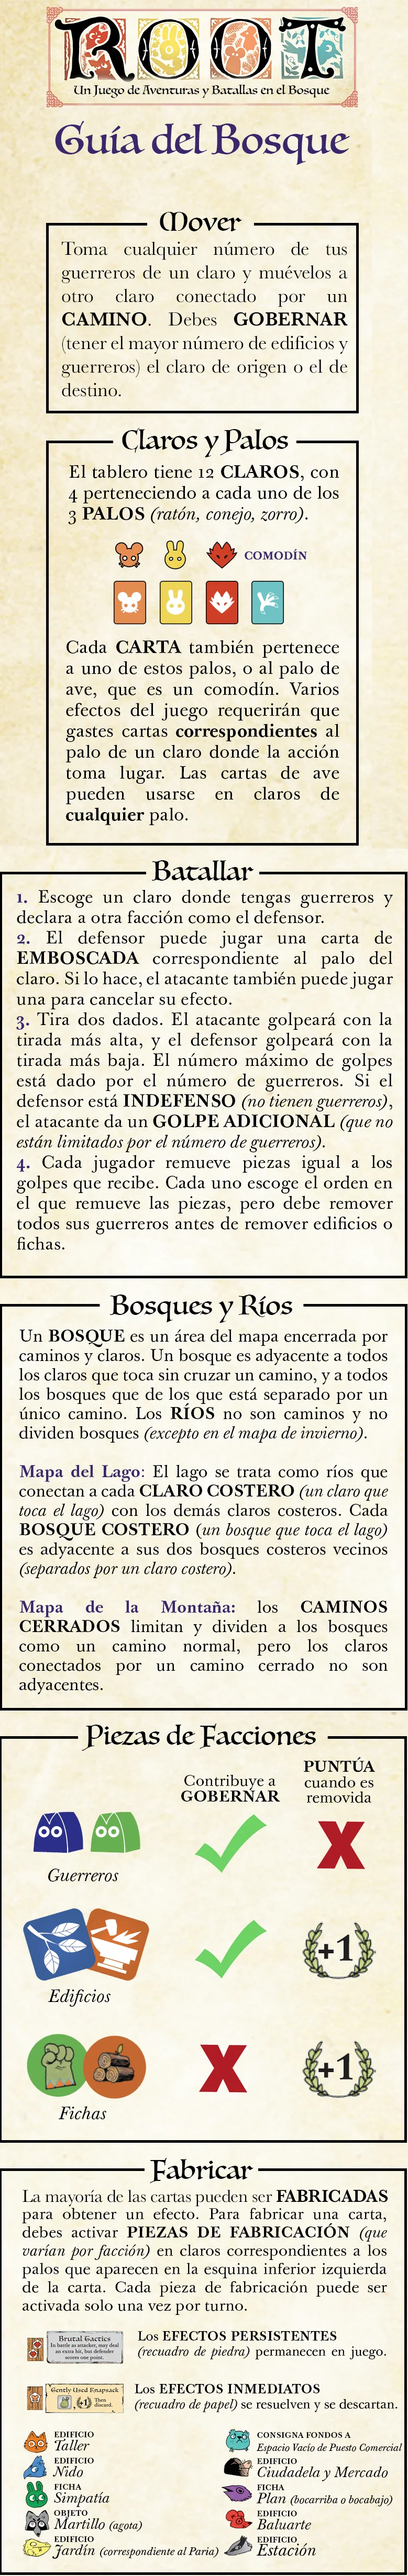 ROOT
Un Juego de Aventuras y Batallas en el Bosque
Guía del Bosque
Mover
Toma cualquier número de tus
guerreros de un claro y muévelos a
otro claro conectado por un
CAMINO. Debes GOBERNAR
(tener el mayor número de edificios y
guerreros) el claro de origen o el de
destino.
Claros y Palos
El tablero tiene 12 CLAROS, con
4 perteneciendo a cada uno de los
3 PALOS (ratón, conejo, zorro).
COMODÍN
Cada CARTA también pertenece
a uno de estos palos, o al palo de
ave, que es un comodín. Varios
efectos del juego requerirán que
gastes cartas correspondientes al
palo de un claro donde la acción
toma lugar. Las cartas de ave
pueden usarse en claros de
cualquier palo.
Batallar
1. Escoge un claro donde tengas guerreros y
declara a otra facción como el defensor.
2. El defensor puede jugar una carta de
EMBOSCADA correspondiente al palo del
claro. Si lo hace, el atacante también puede jugar
una para cancelar su efecto.
3. Tira dos dados. El atacante golpeará con la
tirada más alta, y el defensor golpeará con la
tirada más baja. El número máximo de golpes
está dado por el número de guerreros. Si el
defensor está INDEFENSO (no tienen guerreros),
el atacante da un GOLPE ADICIONAL (que no
están limitados por el número de guerreros).
4. Cada jugador remueve piezas igual a los
golpes que recibe. Cada uno escoge el orden en
el que remueve las piezas, pero debe remover
todos sus guerreros antes de remover edificios o
fichas.
Bosques y Ríos
Un BOSQUE es un área del mapa encerrada por
caminos y claros. Un bosque es adyacente a todos
los claros que toca sin cruzar un camino, y a todos
los bosques que de los que está separado por un
único camino. Los RÍOS no son caminos y no
dividen bosques (excepto en el mapa de invierno).
Mapa del Lago: El lago se trata como ríos que
conectan a cada CLARO COSTERO (un claro que
toca el lago) con los demás claros costeros. Cada
BOSQUE COSTERO (un bosque que toca el lago)
es adyacente a sus dos bosques costeros vecinos
(separados por un claro costero).
Mapa de la Montaña: los CAMINOS
CERRADOS limitan y dividen a los bosques
como un camino normal, pero los claros
conectados por un camino cerrado no son
adyacentes.
Piezas de Facciones
Contribuye a
GOBERNAR
PUNTÚA
cuando es
removida
Guerreros
Edificios
+1
Fichas
+1
Fabricar
La mayoría de las cartas pueden ser FABRICADAS
para obtener un efecto. Para fabricar una carta,
debes activar PIEZAS DE FABRICACIÓN (que
varían por facción) en claros correspondientes a los
palos que aparecen en la esquina inferior izquierda
de la carta. Cada pieza de fabricación puede ser
activada solo una vez por turno.
Brutal Tactics
In battle as attacker, may deal
an extra hit, but defender
scores one point.
Los EFECTOS PERSISTENTES
(recuadro de piedra) permanecen en juego.
Gently Used Knapsack
Then
discard.
Los EFECTOS INMEDIATOS
(recuadro de papel) se resuelven y se descartan.
EDIFICIO
Taller
EDIFICIO
Nido
FICHA
Simpatía
OBJETO
Martillo (agota)
EDIFICIO
Jardín (correspondiente al Paria)
CONSIGNA FONDOS A
Espacio Vacío de Puesto Comercial
EDIFICIO
Ciudadela y Mercado
FICHA
Plan (bocarriba o bocabajo)
EDIFICIO
Baluarte
EDIFICIO
Estación